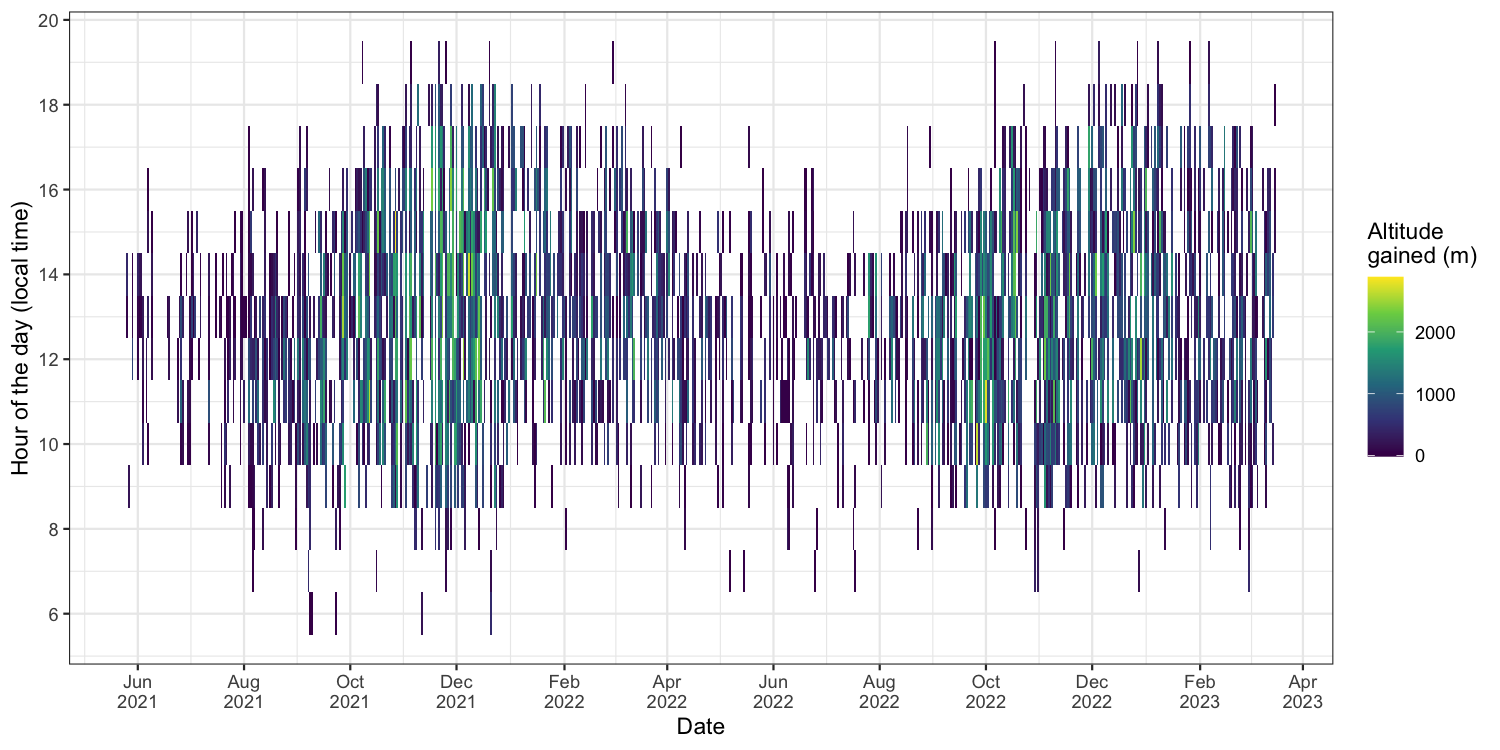 20
18
16
14
12
10
8
6
Hour of the day (local time)
Jun 2021
Aug 2021
Oct 2021
Dec 2021
Feb 2022
Apr 2022
Jun 2022
Aug 2022
Oct 2022
Dec 2022
Feb 2023
Apr 2023
Date
Altitude
gained (m)
2000
1000
0